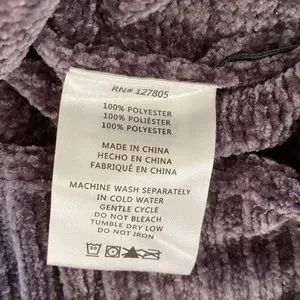 RN# 127805
100% POLYESTER
100% POLIÉSTER
100% POLYESTER
MADE IN CHINA
HECHO EN CHINA
FABRIQUÉ EN CHINA
MACHINE WASH SEPARATELY
IN COLD WATER
GENTLE CYCLE
DO NOT BLEACH
TUMBLE DRY LOW
DO NOT IRON